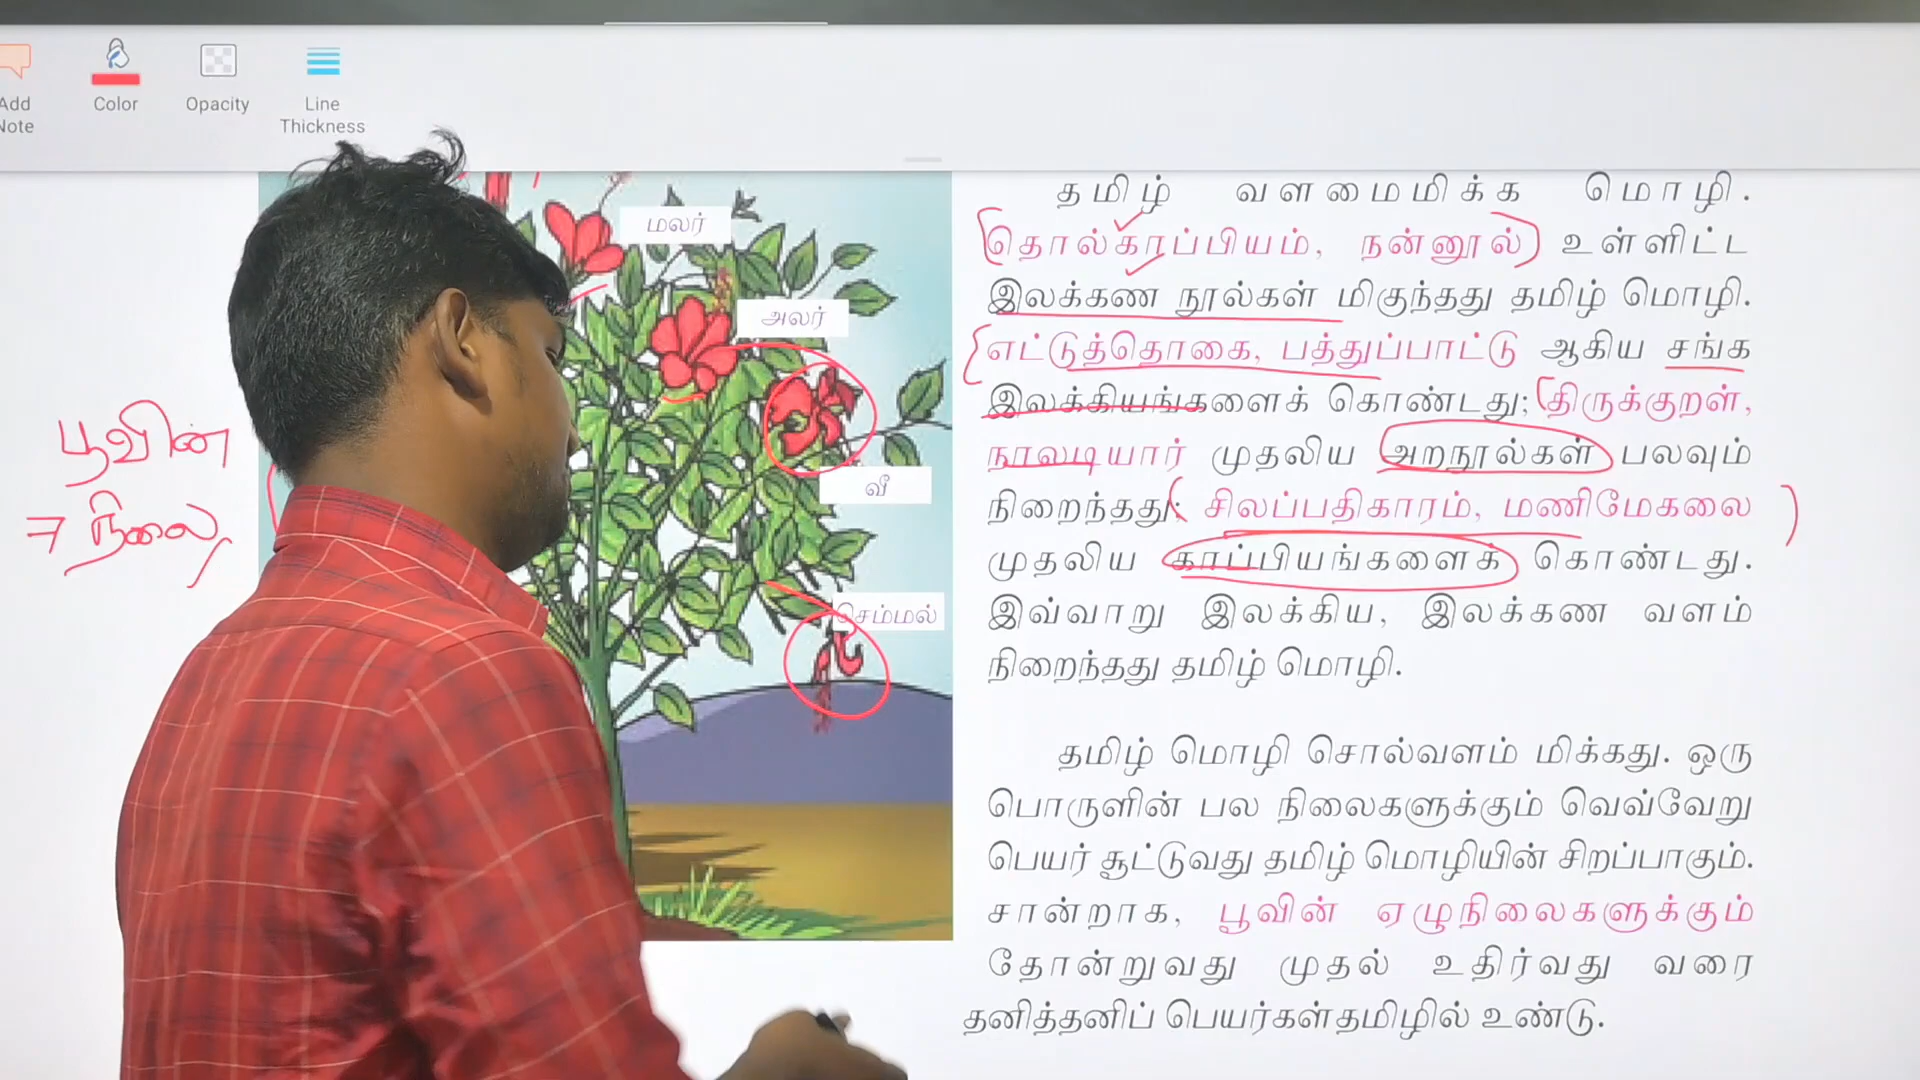 Add
Note
Color
Opacity
Line
Thickness
மலர்
அலர்
வீ
செம்மல்
பூவின்
7 நிலை
தமிழ் வளமைமிக்க மொழி.
தொல்காப்பியம், நன்னூல் உள்ளிட்ட
இலக்கண நூல்கள் மிகுந்தது தமிழ் மொழி.
எட்டுத்தொகை, பத்துப்பாட்டு ஆகிய சங்க
இலக்கியங்களைக் கொண்டது; திருக்குறள்,
நாலடியார் முதலிய அறநூல்கள் பலவும்
நிறைந்தது; சிலப்பதிகாரம், மணிமேகலை
முதலிய காப்பியங்களைக் கொண்டது.
இவ்வாறு இலக்கிய, இலக்கண வளம்
நிறைந்தது தமிழ் மொழி.
தமிழ் மொழி சொல்வளம் மிக்கது. ஒரு
பொருளின் பல நிலைகளுக்கும் வெவ்வேறு
பெயர் சூட்டுவது தமிழ் மொழியின் சிறப்பாகும்.
சான்றாக, பூவின் ஏழுநிலைகளுக்கும்
தோன்றுவது முதல் உதிர்வது வரை
தனித்தனிப் பெயர்கள்தமிழில் உண்டு.